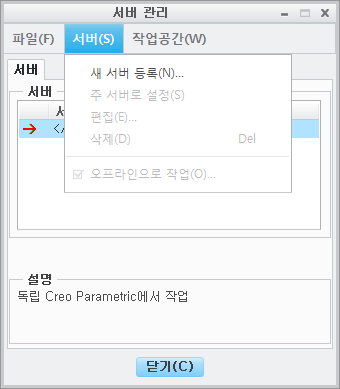 서버 관리
파일(F) 서버(S) 작업공간(W)
서버
서버
새 서버 등록(N)...
주 서버로 설정(S)
편집(E)...
삭제(D) Del
오프라인으로 작업(O)...
설명
독립 Creo Parametric에서 작업
닫기(C)